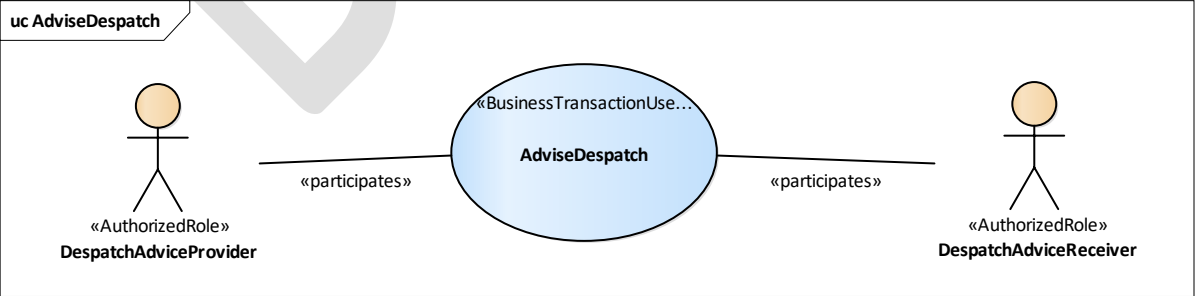 uc AdviseDespatch
«BusinessTransactionUse...
AdviseDespatch
«participates»
«participates»
«AuthorizedRole»
DespatchAdviceProvider
«AuthorizedRole»
DespatchAdviceReceiver